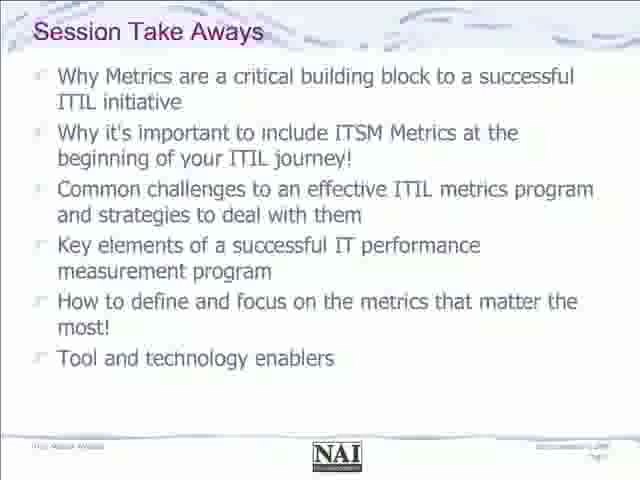 Session Take Aways
Why Metrics are a critical building block to a successful
ITIL initiative
Why it's important to include ITSM Metrics at the
beginning of your ITIL journey!
Common challenges to an effective ITIL metrics program
and strategies to deal with them
Key elements of a successful IT performance
measurement program
How to define and focus on the metrics that matter the
most!
Tool and technology enablers
NAI